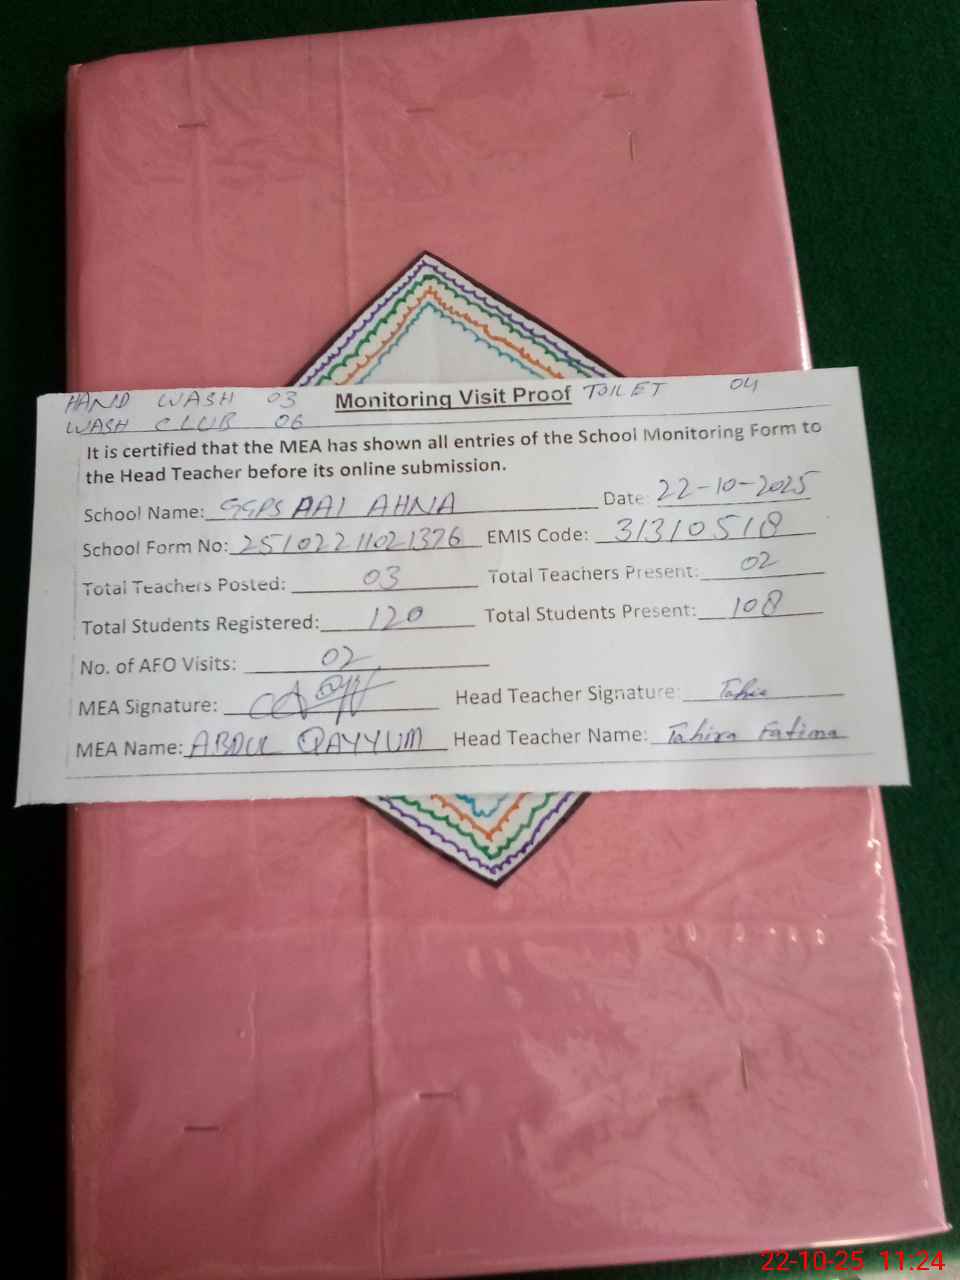 HAND WASH 03 Monitoring Visit Proof TOILET 04
WASH CLUB 06
It is certified that the MEA has shown all entries of the School Monitoring Form to
the Head Teacher before its online submission.
School Name: GGPS AHNA Date: 22-10-2025
School Form No: EMIS Code: 31310518
Total Teachers Posted: 03 Total Teachers Present: 02
Total Students Registered: 120 Total Students Present: 108
No. of AFO Visits: 02
MEA Signature: Head Teacher Signature: Tahira
MEA Name: ABDUL QAYYUM Head Teacher Name: Tahira Fatima
22-10-25 11:24